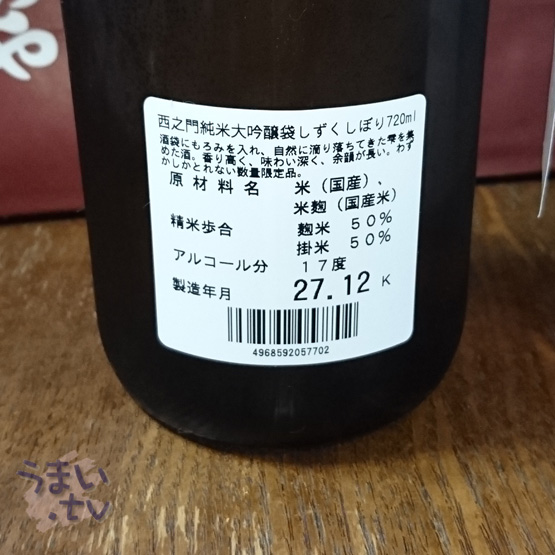 西之門純米大吟醸袋しずくしぼり720ml
酒袋にもろみを入れ、自然に滴り落ちてきた雫を集
めた酒。香り高く、味わい深く、余韻が長い。わず
かしかとれない数量限定品。
原材料名 米(国産)、
米麹(国産米)
精米歩合 麹米 50%
掛米 50%
アルコール分 17度
製造年月 27.12 K
4968592057702
うまい
.tv